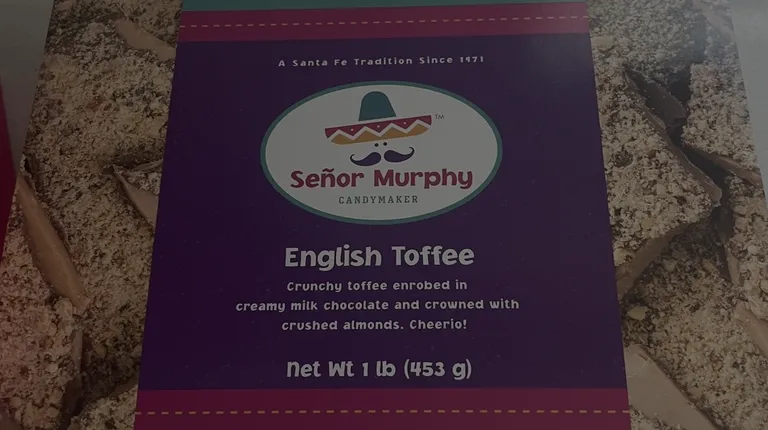 A Santa Fe Tradition Since 1971
TM
Señor Murphy
CANDYMAKER
English Toffee
Crunchy toffee enrobed in
creamy milk chocolate and crowned with
crushed almonds. Cheerio!
Net Wt 1 lb (453 g)